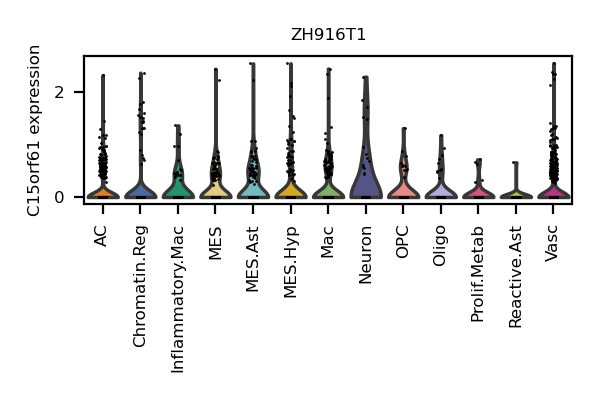 ZH916T1
C15orf61 expression
2
0
AC
Chromatin.Reg
Inflammatory.Mac
MES
MES.Ast
MES.Hyp
Mac
Neuron
OPC
Oligo
Prolif.Metab
Reactive.Ast
Vasc